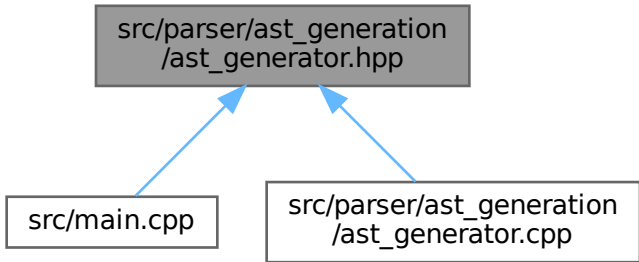 src/parser/ast_generation
/ast_generator.hpp
src/main.cpp
src/parser/ast_generation
/ast_generator.cpp